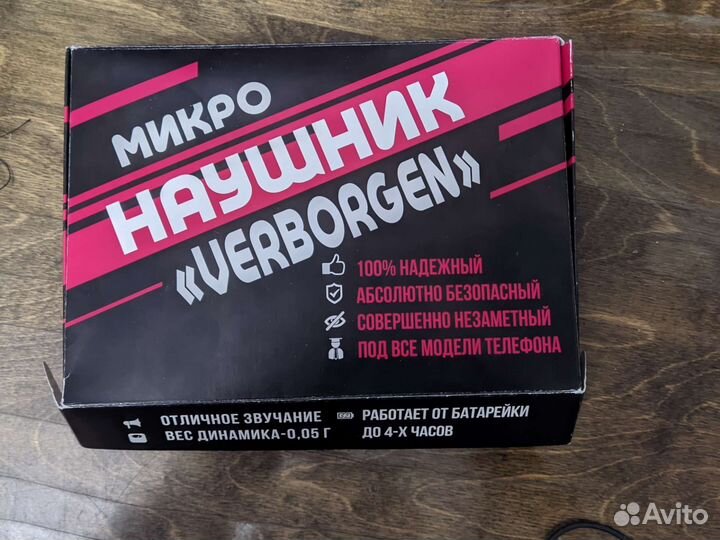 МИКРО
НАУШНИК
«VERBORGEN»
100% НАДЕЖНЫЙ
АБСОЛЮТНО БЕЗОПАСНЫЙ
СОВЕРШЕННО НЕЗАМЕТНЫЙ
ПОД ВСЕ МОДЕЛИ ТЕЛЕФОНА
ОТЛИЧНОЕ ЗВУЧАНИЕ
ВЕС ДИНАМИКА-0,05 Г
РАБОТАЕТ ОТ БАТАРЕЙКИ
ДО 4-Х ЧАСОВ
Avito